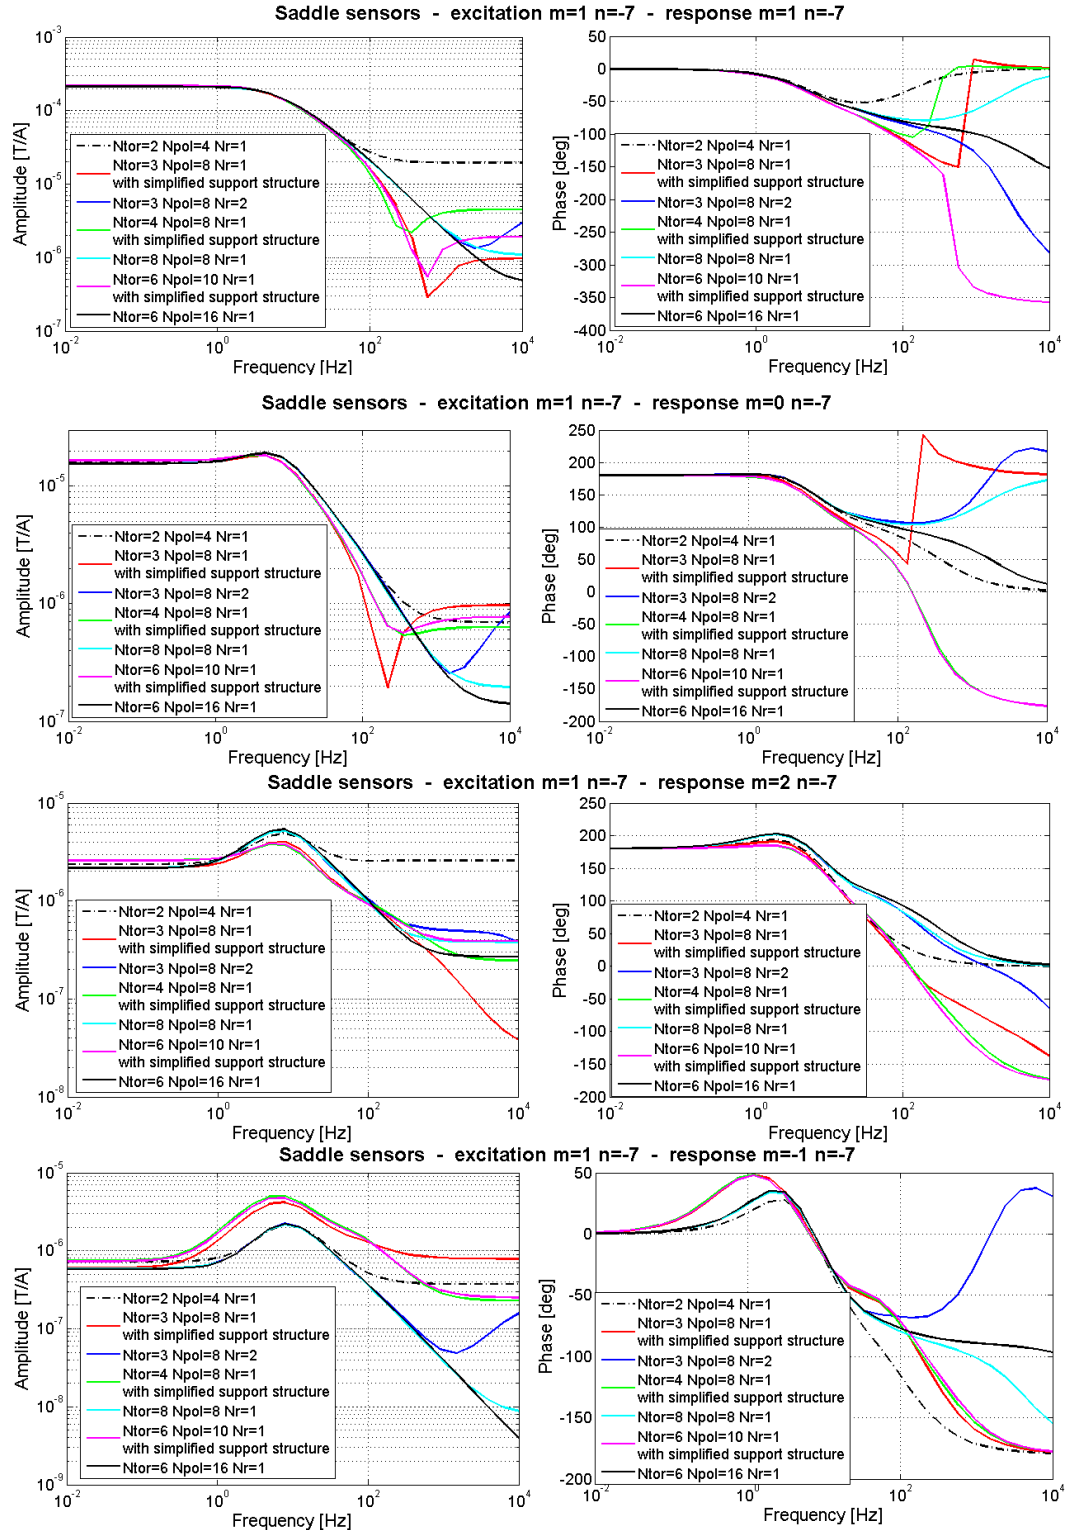 Saddle sensors - excitation m=1 n=-7 - response m=1 n=-7
Amplitude [T/A]
10^-3
10^-4
10^-5
10^-6
10^-7
Ntor=2 Npol=4 Nr=1
Ntor=3 Npol=8 Nr=1
with simplified support structure
Ntor=3 Npol=8 Nr=2
Ntor=4 Npol=8 Nr=1
with simplified support structure
Ntor=8 Npol=8 Nr=1
Ntor=6 Npol=10 Nr=1
with simplified support structure
Ntor=6 Npol=16 Nr=1
10^-2 10^0 10^2 10^4
Frequency [Hz]
Phase [deg]
50
0
-50
-100
-150
-200
-250
-300
-350
-400
Ntor=2 Npol=4 Nr=1
Ntor=3 Npol=8 Nr=1
with simplified support structure
Ntor=3 Npol=8 Nr=2
Ntor=4 Npol=8 Nr=1
with simplified support structure
Ntor=8 Npol=8 Nr=1
Ntor=6 Npol=10 Nr=1
with simplified support structure
Ntor=6 Npol=16 Nr=1
10^-2 10^0 10^2 10^4
Frequency [Hz]
Saddle sensors - excitation m=1 n=-7 - response m=0 n=-7
Amplitude [T/A]
10^-5
10^-6
10^-7
Ntor=2 Npol=4 Nr=1
Ntor=3 Npol=8 Nr=1
with simplified support structure
Ntor=3 Npol=8 Nr=2
Ntor=4 Npol=8 Nr=1
with simplified support structure
Ntor=8 Npol=8 Nr=1
Ntor=6 Npol=10 Nr=1
with simplified support structure
Ntor=6 Npol=16 Nr=1
10^-2 10^0 10^2 10^4
Frequency [Hz]
Phase [deg]
250
200
150
100
50
0
-50
-100
-150
-200
Ntor=2 Npol=4 Nr=1
Ntor=3 Npol=8 Nr=1
with simplified support structure
Ntor=3 Npol=8 Nr=2
Ntor=4 Npol=8 Nr=1
with simplified support structure
Ntor=8 Npol=8 Nr=1
Ntor=6 Npol=10 Nr=1
with simplified support structure
Ntor=6 Npol=16 Nr=1
10^-2 10^0 10^2 10^4
Frequency [Hz]
Saddle sensors - excitation m=1 n=-7 - response m=2 n=-7
Amplitude [T/A]
10^-5
10^-6
10^-7
10^-8
Ntor=2 Npol=4 Nr=1
Ntor=3 Npol=8 Nr=1
with simplified support structure
Ntor=3 Npol=8 Nr=2
Ntor=4 Npol=8 Nr=1
with simplified support structure
Ntor=8 Npol=8 Nr=1
Ntor=6 Npol=10 Nr=1
with simplified support structure
Ntor=6 Npol=16 Nr=1
10^-2 10^0 10^2 10^4
Frequency [Hz]
Phase [deg]
250
200
150
100
50
0
-50
-100
-150
-200
Ntor=2 Npol=4 Nr=1
Ntor=3 Npol=8 Nr=1
with simplified support structure
Ntor=3 Npol=8 Nr=2
Ntor=4 Npol=8 Nr=1
with simplified support structure
Ntor=8 Npol=8 Nr=1
Ntor=6 Npol=10 Nr=1
with simplified support structure
Ntor=6 Npol=16 Nr=1
10^-2 10^0 10^2 10^4
Frequency [Hz]
Saddle sensors - excitation m=1 n=-7 - response m=-1 n=-7
Amplitude [T/A]
10^-5
10^-6
10^-7
10^-8
10^-9
Ntor=2 Npol=4 Nr=1
Ntor=3 Npol=8 Nr=1
with simplified support structure
Ntor=3 Npol=8 Nr=2
Ntor=4 Npol=8 Nr=1
with simplified support structure
Ntor=8 Npol=8 Nr=1
Ntor=6 Npol=10 Nr=1
with simplified support structure
Ntor=6 Npol=16 Nr=1
10^-2 10^0 10^2 10^4
Frequency [Hz]
Phase [deg]
50
0
-50
-100
-150
-200
Ntor=2 Npol=4 Nr=1
Ntor=3 Npol=8 Nr=1
with simplified support structure
Ntor=3 Npol=8 Nr=2
Ntor=4 Npol=8 Nr=1
with simplified support structure
Ntor=8 Npol=8 Nr=1
Ntor=6 Npol=10 Nr=1
with simplified support structure
Ntor=6 Npol=16 Nr=1
10^-2 10^0 10^2 10^4
Frequency [Hz]